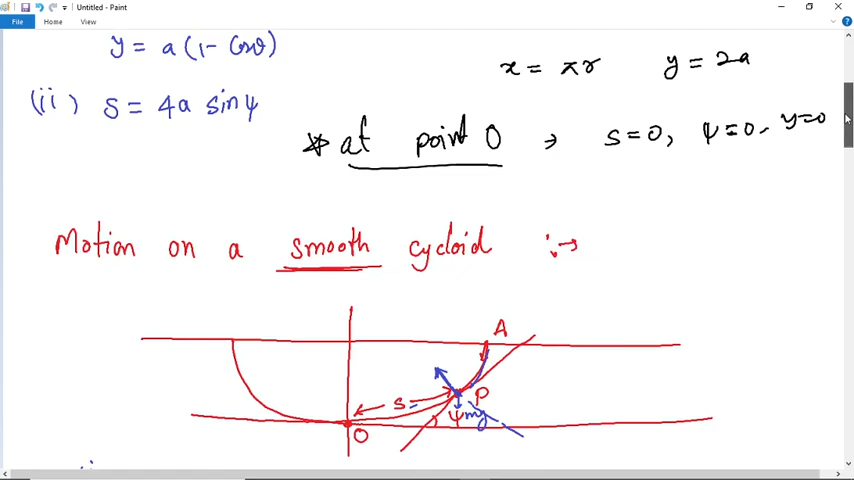 Untitled - Paint
File Home View
y = a (1- Cosθ)
x = πr y = 2a
(ii) S = 4a sinψ
* at point O ⇒ s=0, ψ=0, y=0
Motion on a smooth cycloid :→
A
P
S
ψ mg
O